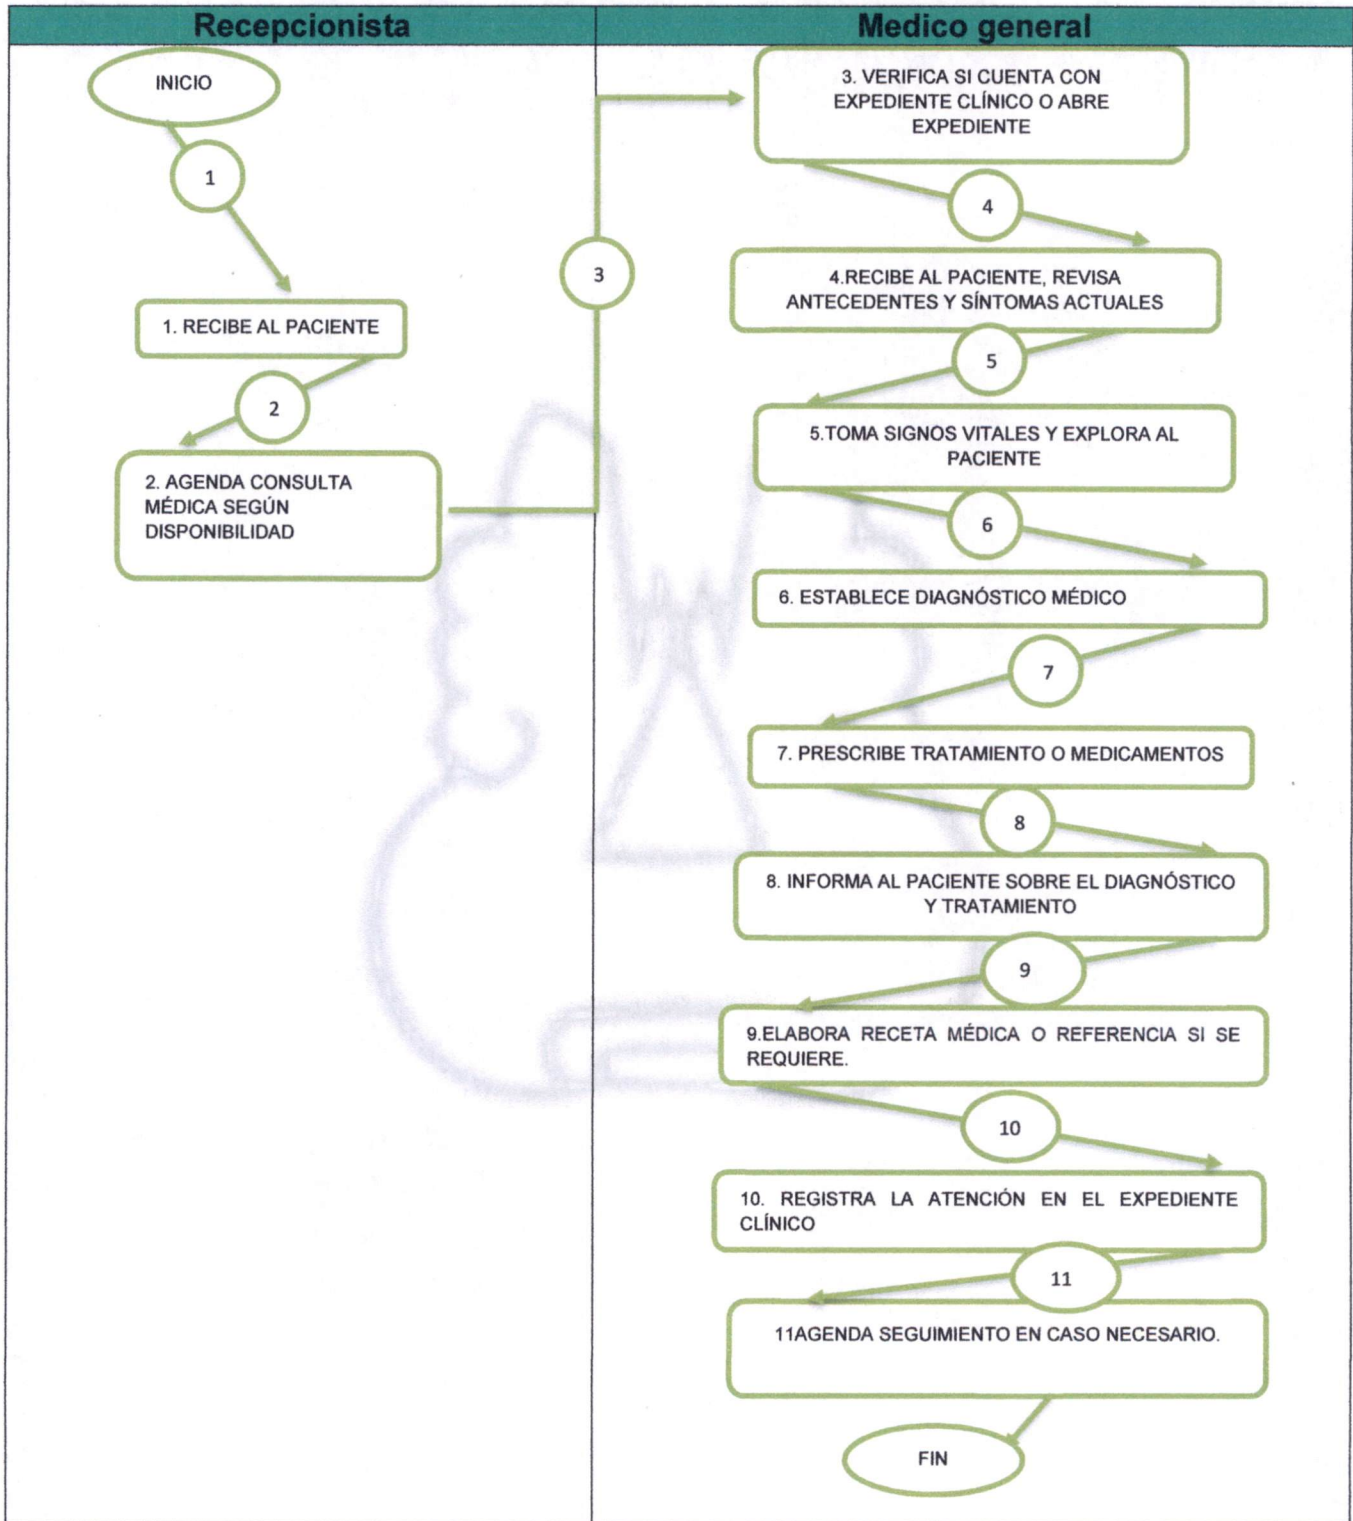 Recepcionista
Medico general
INICIO
1
1. RECIBE AL PACIENTE
2
2. AGENDA CONSULTA
MÉDICA SEGÚN
DISPONIBILIDAD
3
3. VERIFICA SI CUENTA CON
EXPEDIENTE CLÍNICO O ABRE
EXPEDIENTE
4
4.RECIBE AL PACIENTE, REVISA
ANTECEDENTES Y SÍNTOMAS ACTUALES
5
5.TOMA SIGNOS VITALES Y EXPLORA AL
PACIENTE
6
6. ESTABLECE DIAGNÓSTICO MÉDICO
7
7. PRESCRIBE TRATAMIENTO O MEDICAMENTOS
8
8. INFORMA AL PACIENTE SOBRE EL DIAGNÓSTICO
Y TRATAMIENTO
9
9.ELABORA RECETA MÉDICA O REFERENCIA SI SE
REQUIERE.
10
10. REGISTRA LA ATENCIÓN EN EL EXPEDIENTE
CLÍNICO
11
11AGENDA SEGUIMIENTO EN CASO NECESARIO.
FIN